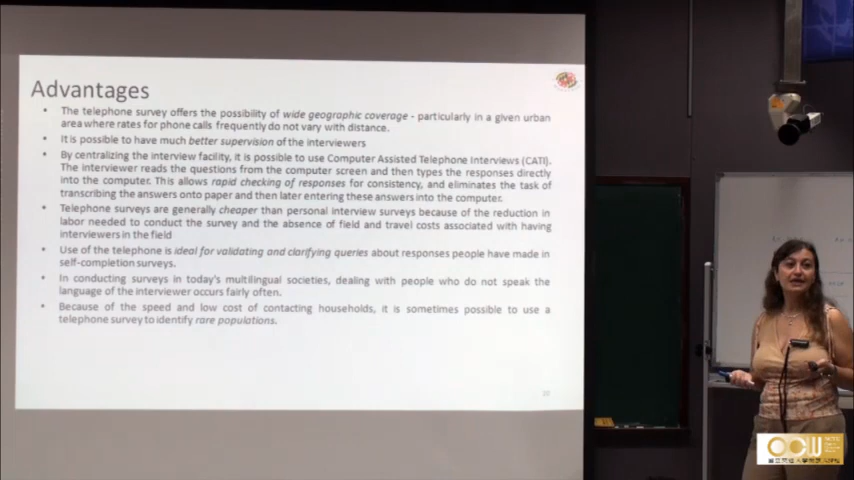 Advantages
• The telephone survey offers the possibility of wide geographic coverage - particularly in a given urban
area where rates for phone calls frequently do not vary with distance.
• It is possible to have much better supervision of the interviewers
• By centralizing the interview facility, it is possible to use Computer Assisted Telephone Interviews (CATI).
The interviewer reads the questions from the computer screen and then types the responses directly
into the computer. This allows rapid checking of responses for consistency, and eliminates the task of
transcribing the answers onto paper and then later entering these answers into the computer.
• Telephone surveys are generally cheaper than personal interview surveys because of the reduction in
labor needed to conduct the survey and the absence of field and travel costs associated with having
interviewers in the field
• Use of the telephone is ideal for validating and clarifying queries about responses people have made in
self-completion surveys.
• In conducting surveys in today's multilingual societies, dealing with people who do not speak the
language of the interviewer occurs fairly often.
• Because of the speed and low cost of contacting households, it is sometimes possible to use a
telephone survey to identify rare populations.
OCW